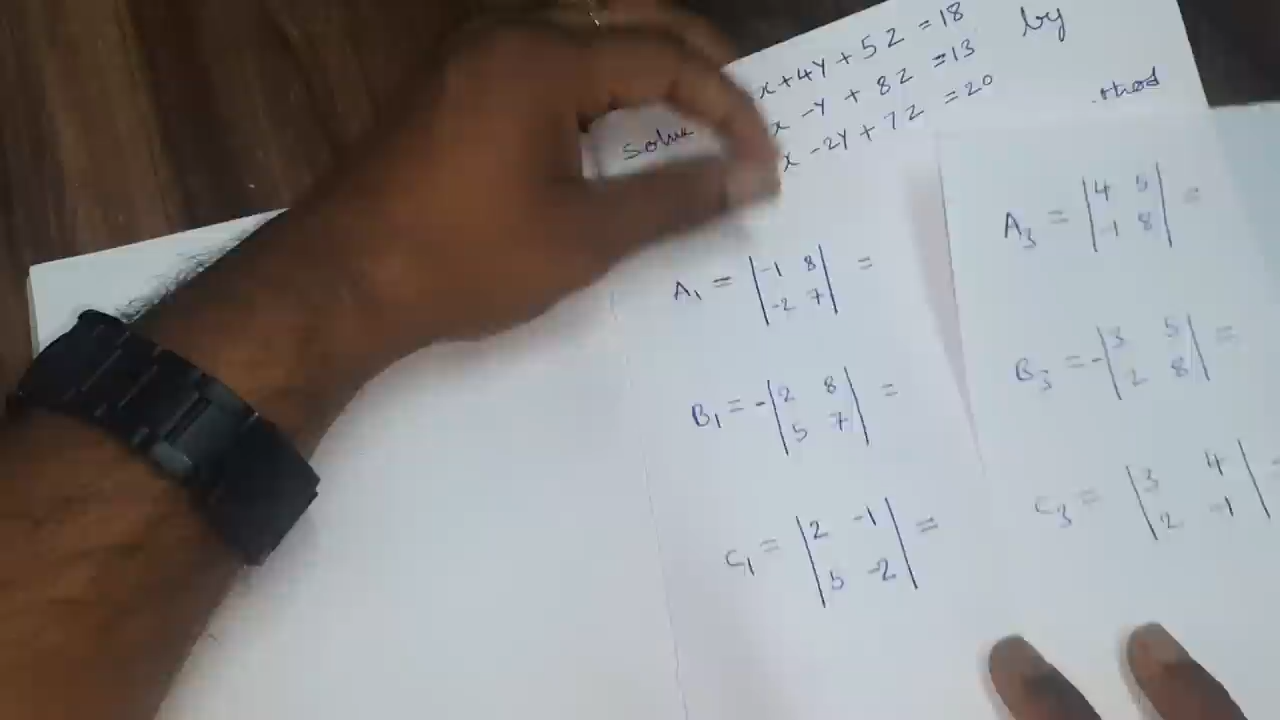 x+4y+5z=18 by
solve x-y+8z=13
x-2y+7z=20
A₁ = |-1 8| =
|-2 7|
B₁ = -|2 8| =
|5 7|
C₁ = |2 -1| =
|5 -2|
A₃ = |4 5| =
|-1 8|
B₃ = -|3 5| =
|2 8|
C₃ = |3 4| =
|2 -1|